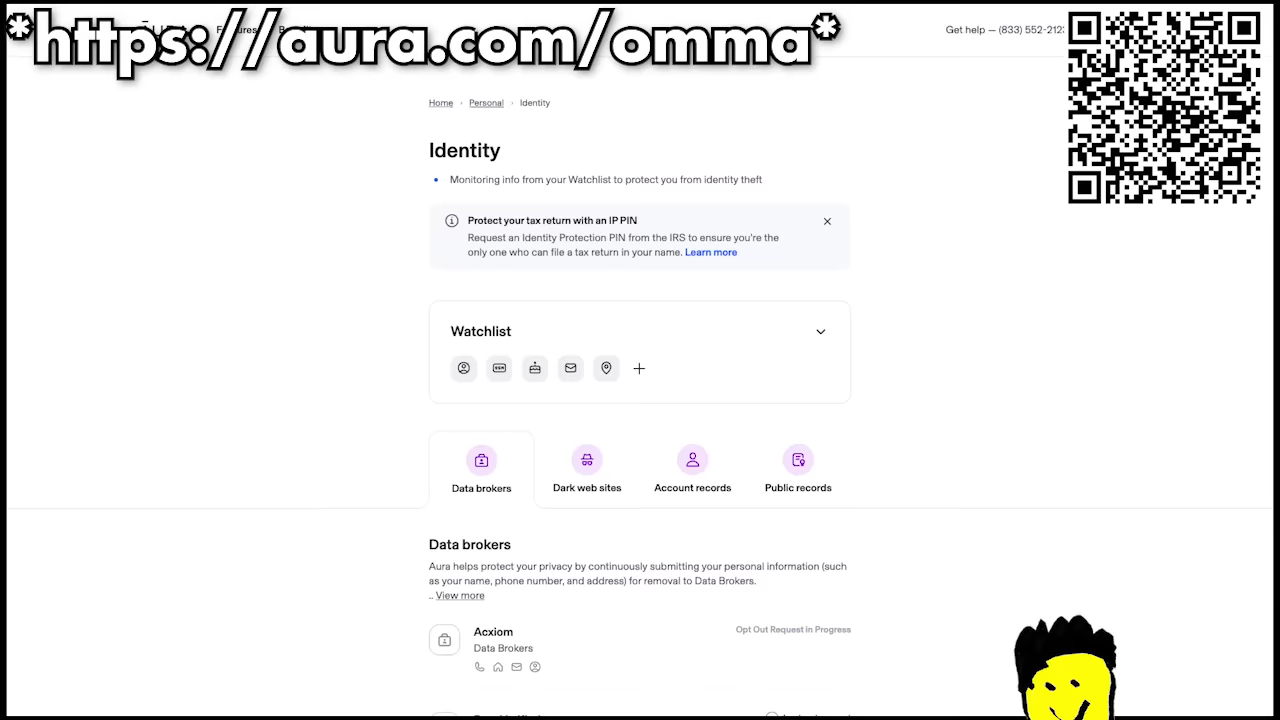 *https://aura.com/omma*
Get help — (833) 552-212
Home › Personal › Identity
Identity
• Monitoring info from your Watchlist to protect you from identity theft
Protect your tax return with an IP PIN
Request an Identity Protection PIN from the IRS to ensure you're the
only one who can file a tax return in your name. Learn more
Watchlist
SSN
Data brokers
Dark web sites
Account records
Public records
Data brokers
Aura helps protect your privacy by continuously submitting your personal information (such
as your name, phone number, and address) for removal to Data Brokers.
.. View more
Acxiom
Opt Out Request in Progress
Data Brokers